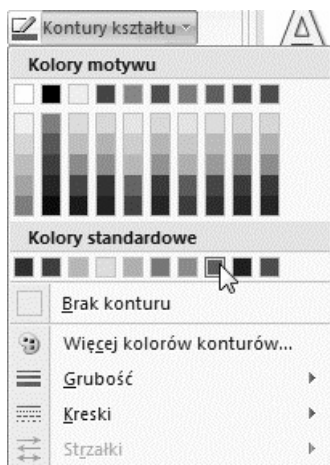 Kontury kształtu
A
Kolory motywu
Kolory standardowe
Brak konturu
Więcej kolorów konturów...
Grubość
Kreski
Strzałki